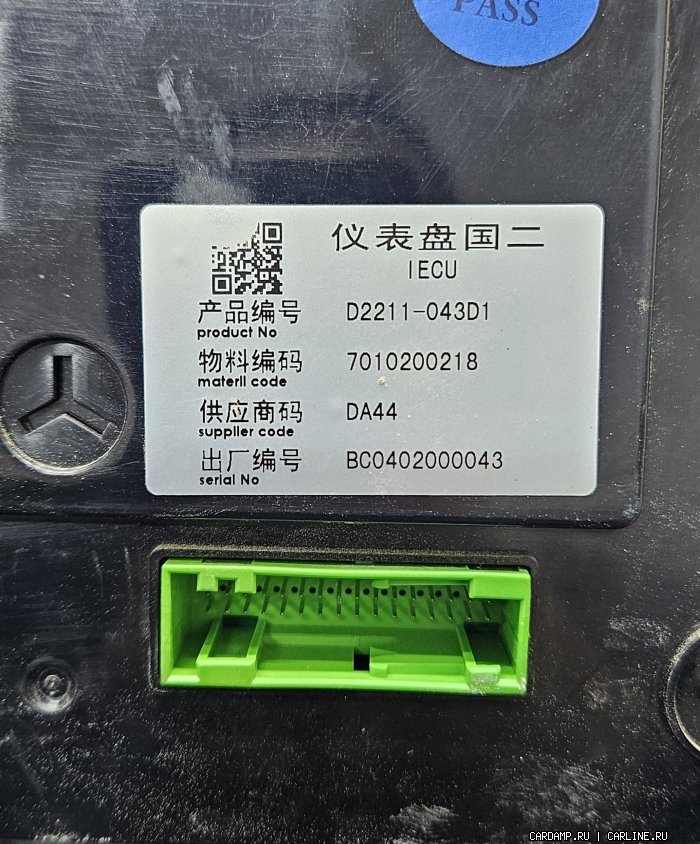 PASS
仪表盘国二
IECU
产品编号 D2211-043D1
product No
物料编码 7010200218
materil code
供应商码 DA44
supplier code
出厂编号 BC0402000043
serial No
CARDAMP.RU | CARLINE.RU